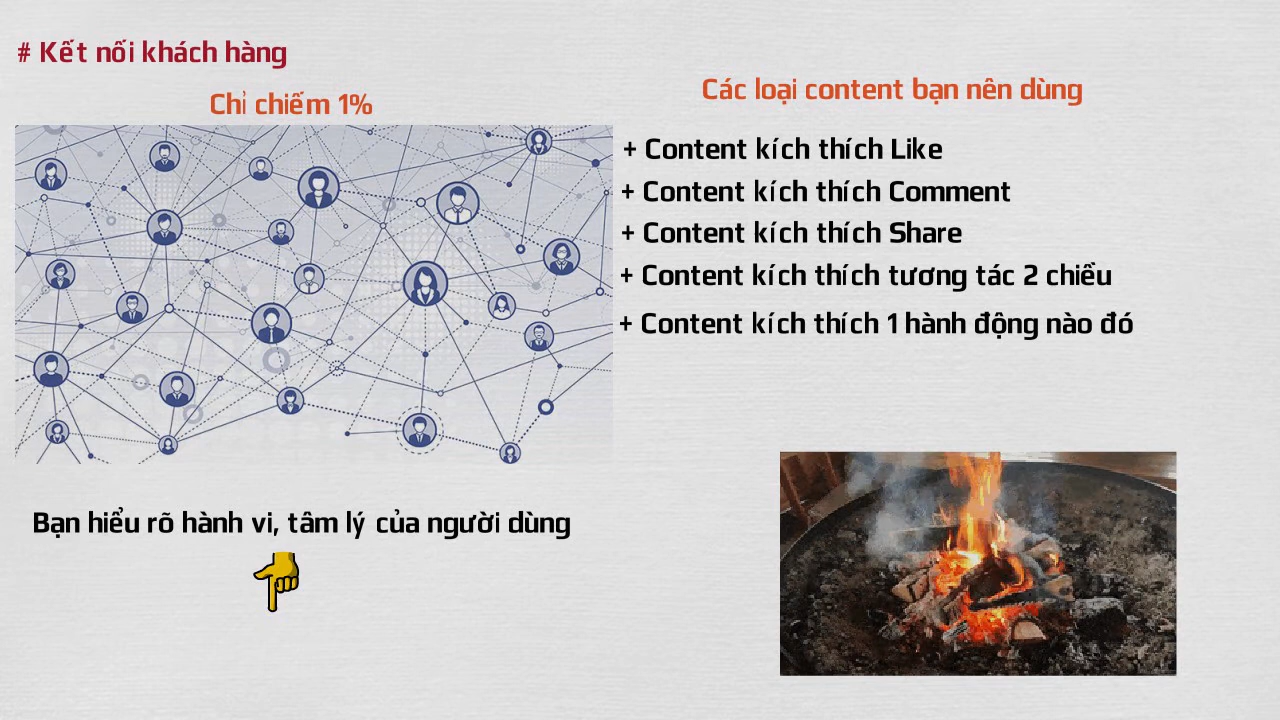 # Kết nối khách hàng
Chỉ chiếm 1%
Bạn hiểu rõ hành vi, tâm lý của người dùng
Các loại content bạn nên dùng
+ Content kích thích Like
+ Content kích thích Comment
+ Content kích thích Share
+ Content kích thích tương tác 2 chiều
+ Content kích thích 1 hành động nào đó